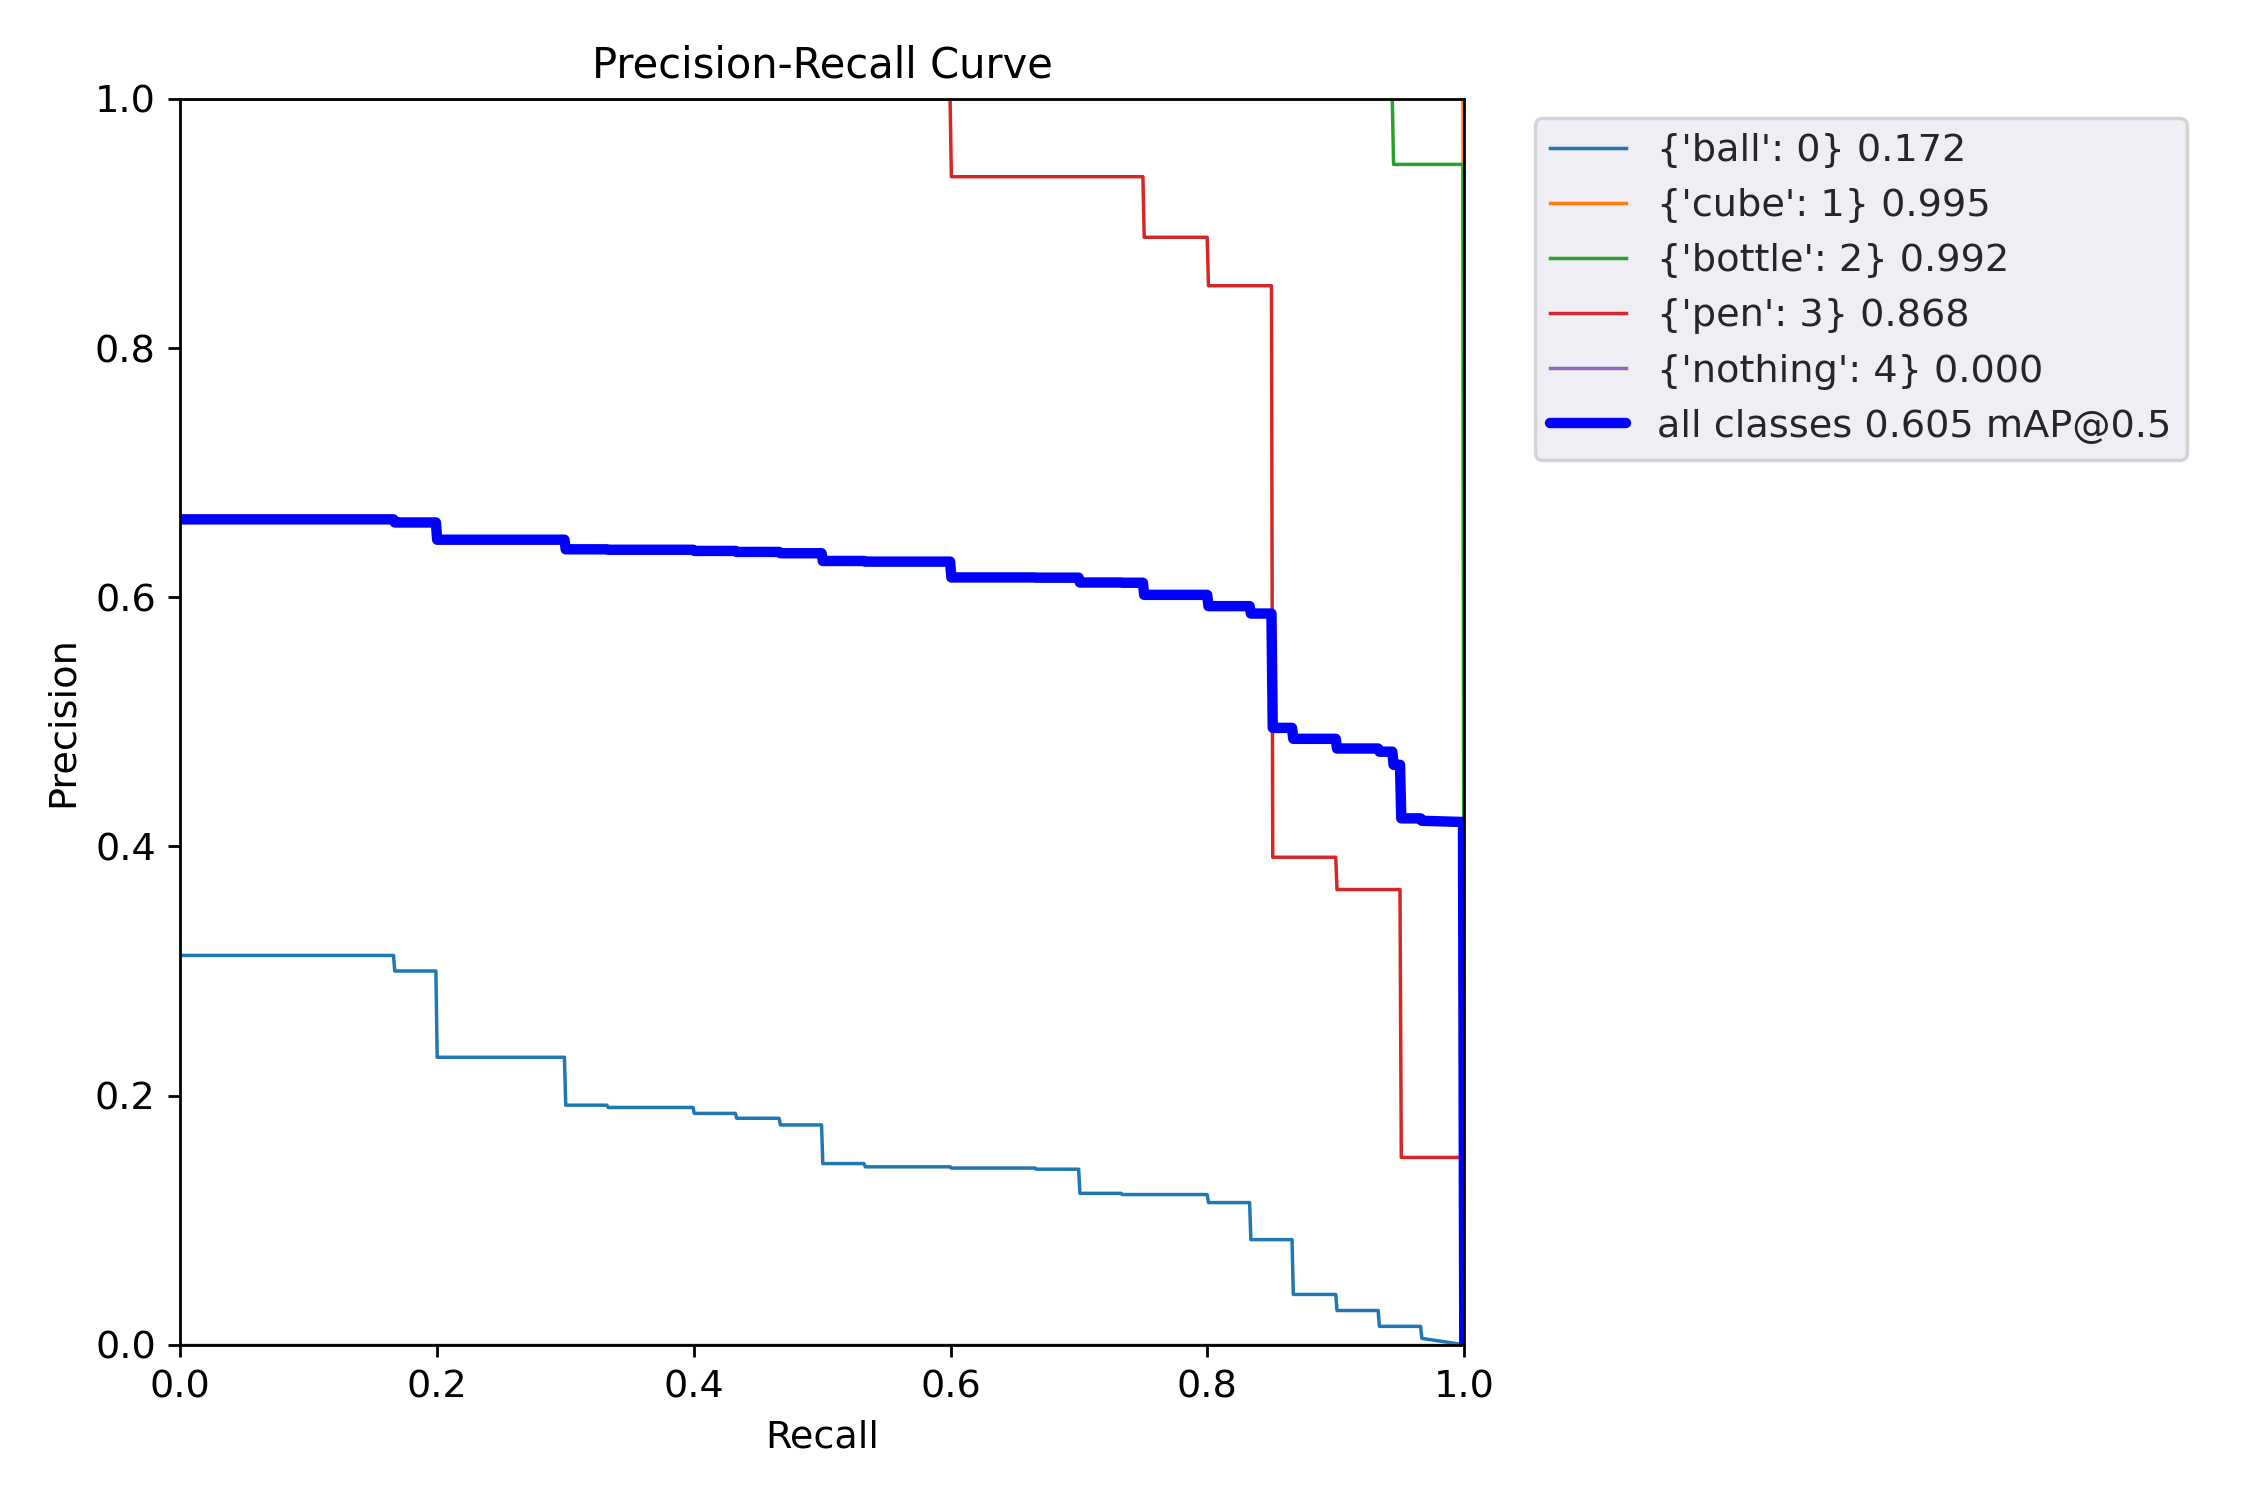 Precision-Recall Curve
1.0
0.8
0.6
0.4
0.2
0.0
Precision
0.0 0.2 0.4 0.6 0.8 1.0
Recall
{'ball': 0} 0.172
{'cube': 1} 0.995
{'bottle': 2} 0.992
{'pen': 3} 0.868
{'nothing': 4} 0.000
all classes 0.605 mAP@0.5